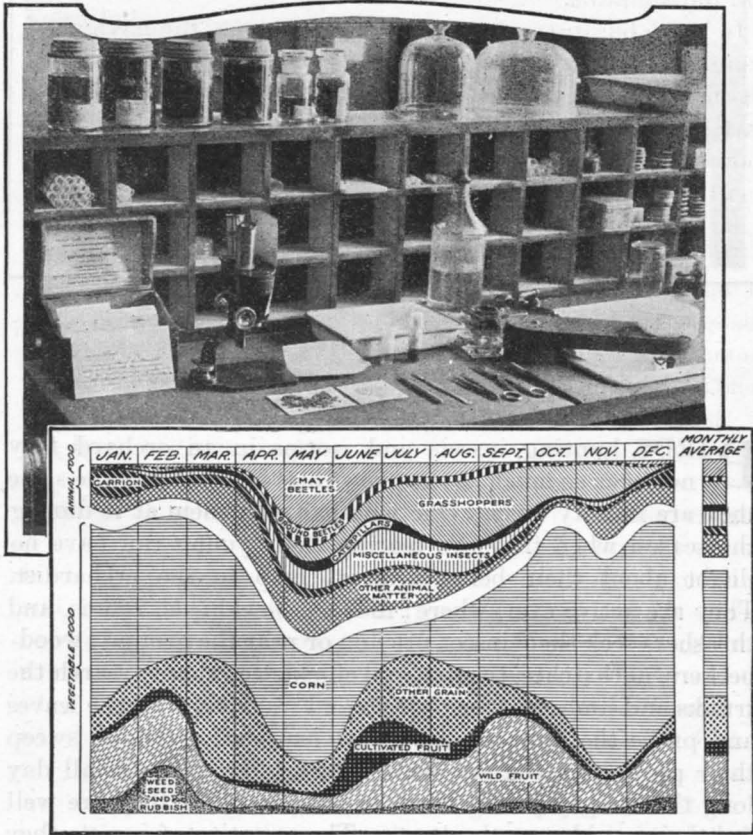 JAN. FEB. MAR. APR. MAY JUNE JULY AUG. SEPT. OCT. NOV. DEC. MONTHLY
AVERAGE
ANIMAL FOOD
CARRION
MAY
BEETLES
GROUND BEETLES
GRASSHOPPERS
CATERPILLARS
MISCELLANEOUS INSECTS
OTHER ANIMAL
MATTER
VEGETABLE FOOD
CORN
OTHER GRAIN
CULTIVATED FRUIT
WILD FRUIT
WEED
SEED
AND
RUBBISH